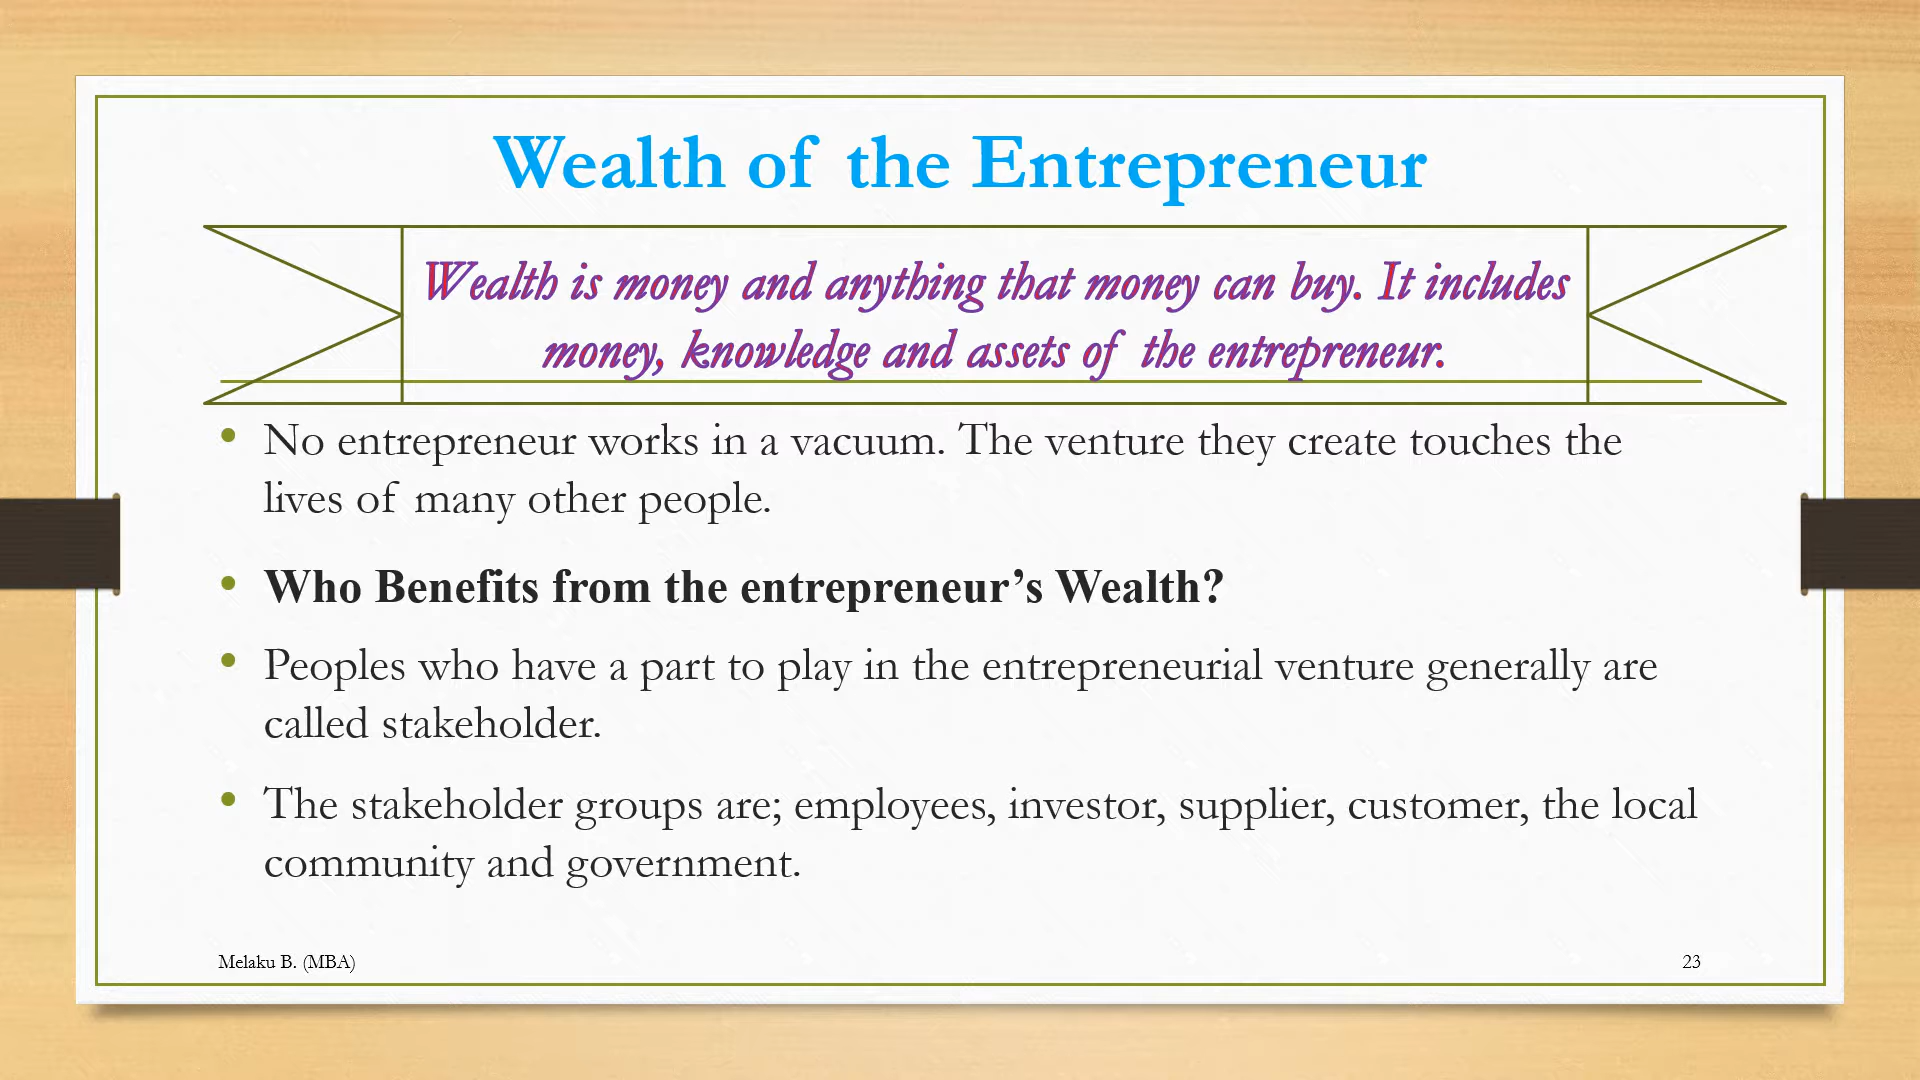 Wealth of the Entrepreneur
Wealth is money and anything that money can buy. It includes
money, knowledge and assets of the entrepreneur.
• No entrepreneur works in a vacuum. The venture they create touches the
lives of many other people.
• Who Benefits from the entrepreneur’s Wealth?
• Peoples who have a part to play in the entrepreneurial venture generally are
called stakeholder.
• The stakeholder groups are; employees, investor, supplier, customer, the local
community and government.
Melaku B. (MBA)
23